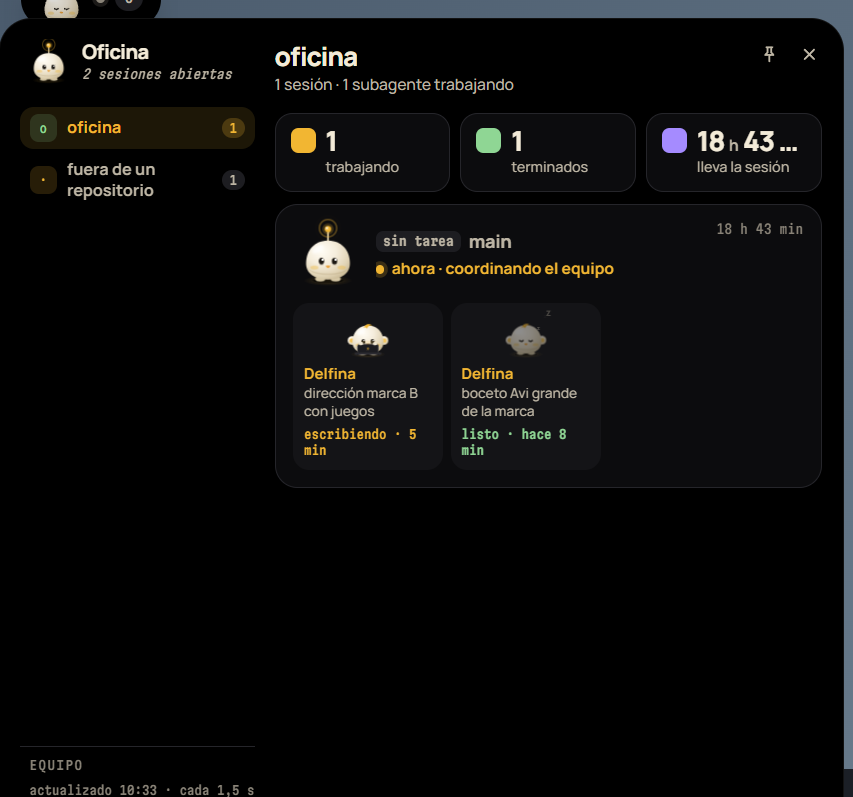 Oficina
2 sesiones abiertas
o oficina 1
· fuera de un
repositorio 1
EQUIPO
actualizado 10:33 · cada 1,5 s
oficina
1 sesión · 1 subagente trabajando
1
trabajando
1
terminados
18 h 43 ...
lleva la sesión
sin tarea main
18 h 43 min
ahora · coordinando el equipo
Delfina
dirección marca B
con juegos
escribiendo · 5
min
z
Delfina
boceto Avi grande
de la marca
listo · hace 8
min